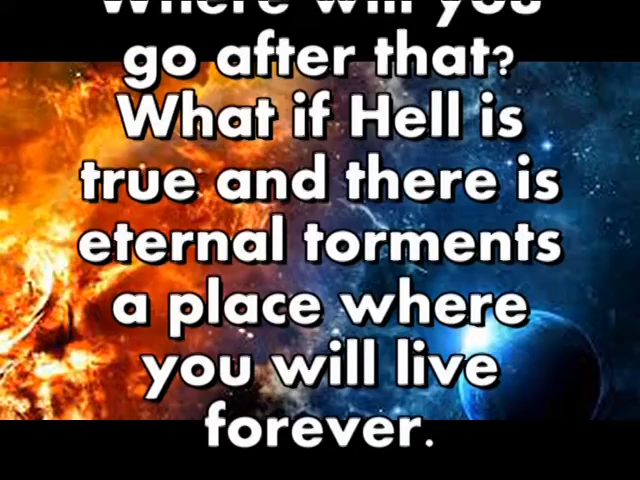 Where will you
go after that?
What if Hell is
true and there is
eternal torments
a place where
you will live
forever.